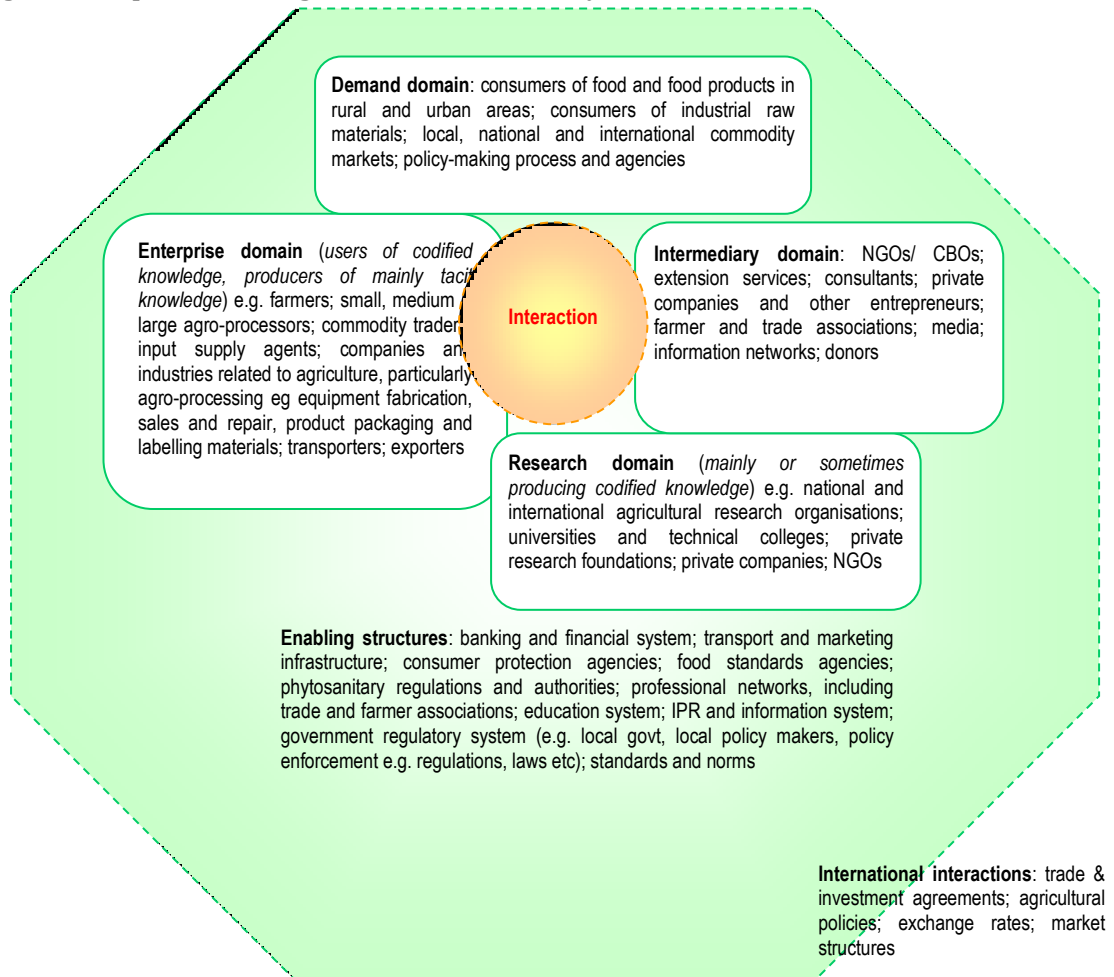 Demand domain: consumers of food and food products in
rural and urban areas; consumers of industrial raw
materials; local, national and international commodity
markets; policy-making process and agencies
Enterprise domain (users of codified
knowledge, producers of mainly taci
knowledge) e.g. farmers; small, medium
large agro-processors; commodity trader
input supply agents; companies an
industries related to agriculture, particularly
agro-processing eg equipment fabrication,
sales and repair, product packaging and
labelling materials; transporters; exporters
Interaction
Intermediary domain: NGOs/ CBOs;
extension services; consultants; private
companies and other entrepreneurs;
farmer and trade associations; media;
information networks; donors
Research domain (mainly or sometimes
producing codified knowledge) e.g. national and
international agricultural research organisations;
universities and technical colleges; private
research foundations; private companies; NGOs
Enabling structures: banking and financial system; transport and marketing
infrastructure; consumer protection agencies; food standards agencies;
phytosanitary regulations and authorities; professional networks, including
trade and farmer associations; education system; IPR and information system;
government regulatory system (e.g. local govt, local policy makers, policy
enforcement e.g. regulations, laws etc); standards and norms
International interactions: trade &
investment agreements; agricultural
policies; exchange rates; market
structures